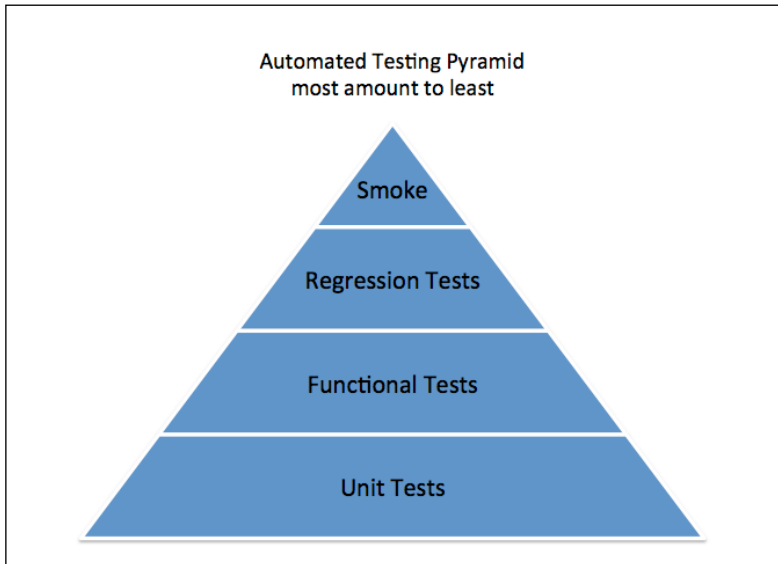 Automated Testing Pyramid
most amount to least
Smoke
Regression Tests
Functional Tests
Unit Tests